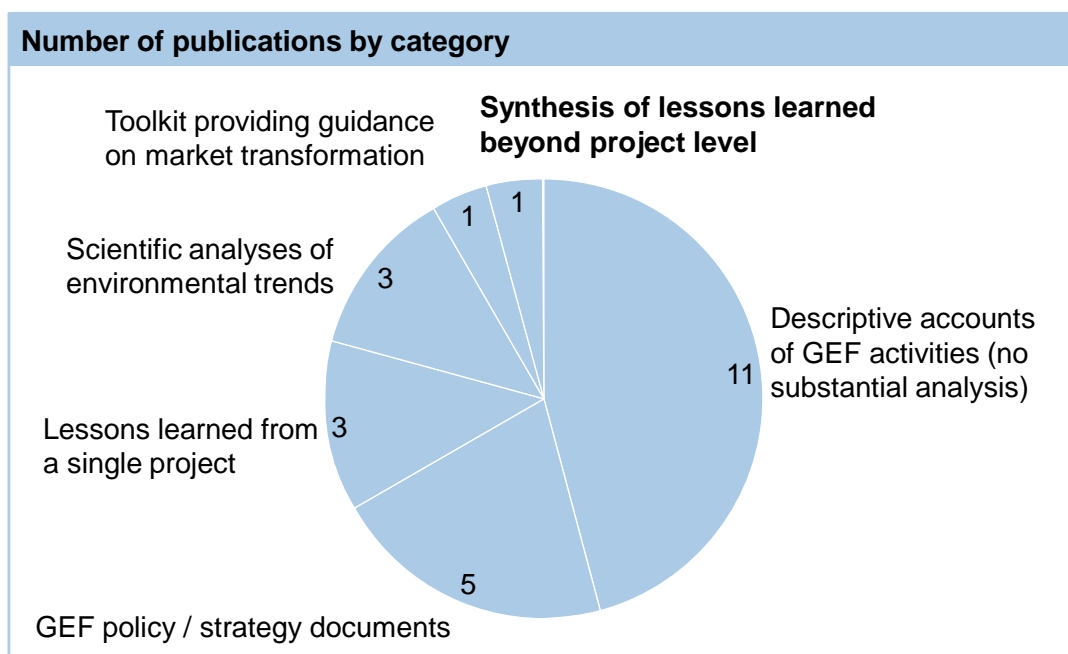 Number of publications by category
Toolkit providing guidance
on market transformation
Synthesis of lessons learned
beyond project level
1
1
Scientific analyses of
environmental trends
3
Descriptive accounts
of GEF activities (no
substantial analysis)
11
Lessons learned from
a single project
3
5
GEF policy / strategy documents